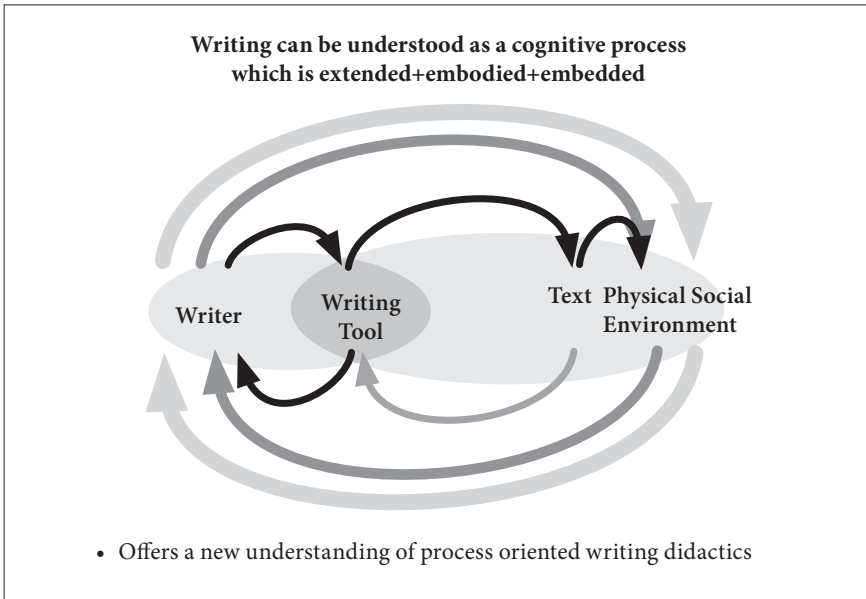 Writing can be understood as a cognitive process
which is extended+embodied+embedded
Writer
Writing
Tool
Text
Physical Social
Environment
• Offers a new understanding of process oriented writing didactics